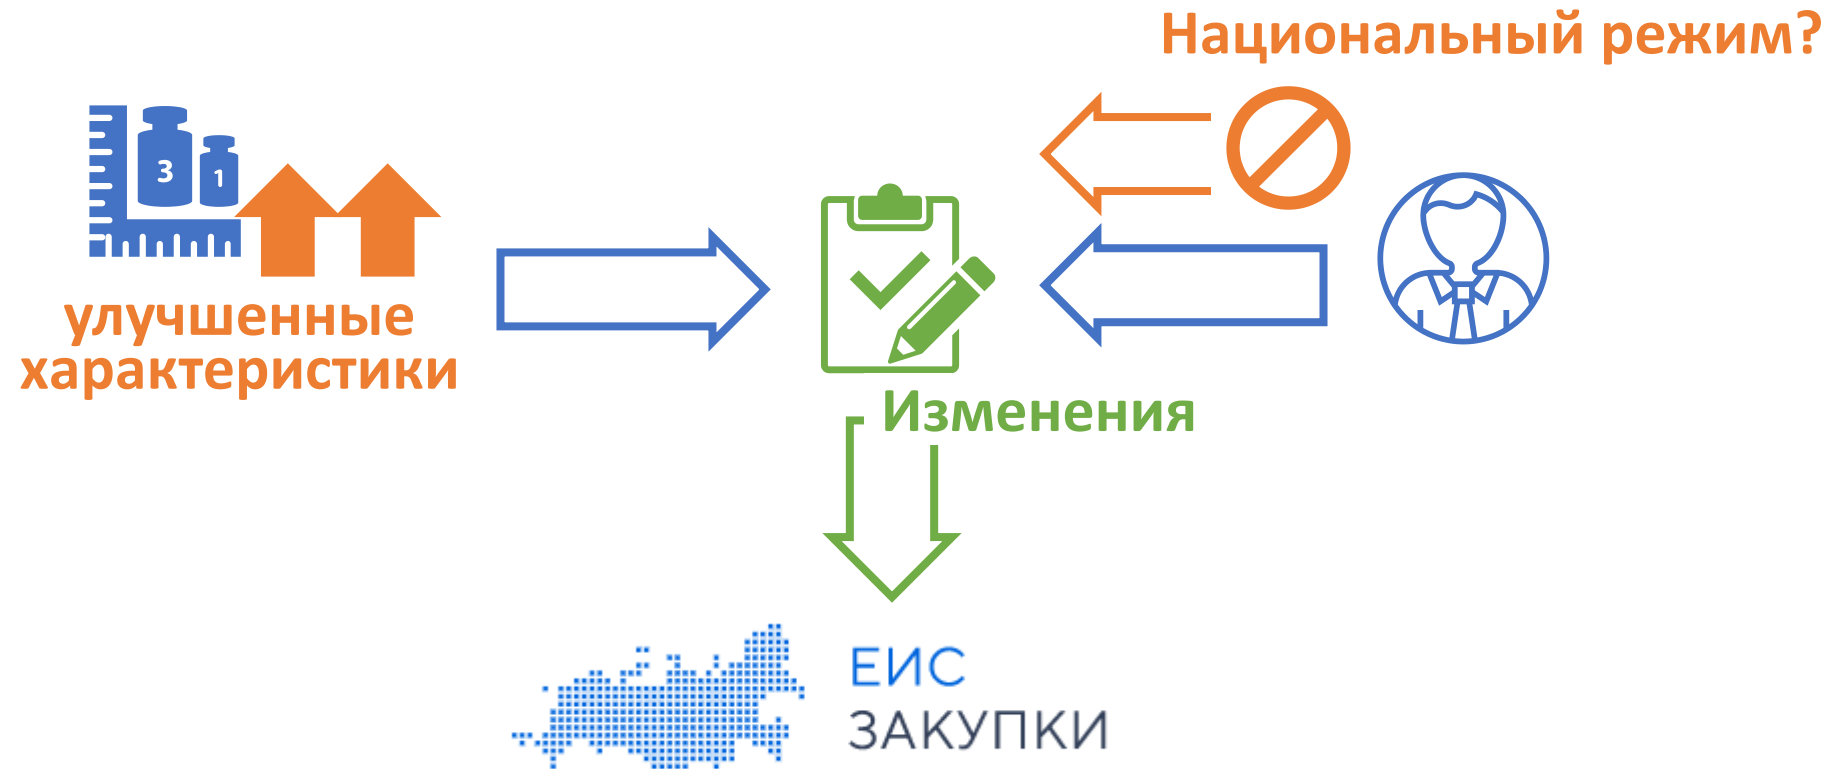 Национальный режим?
3
1
улучшенные
характеристики
Изменения
ЕИС
ЗАКУПКИ